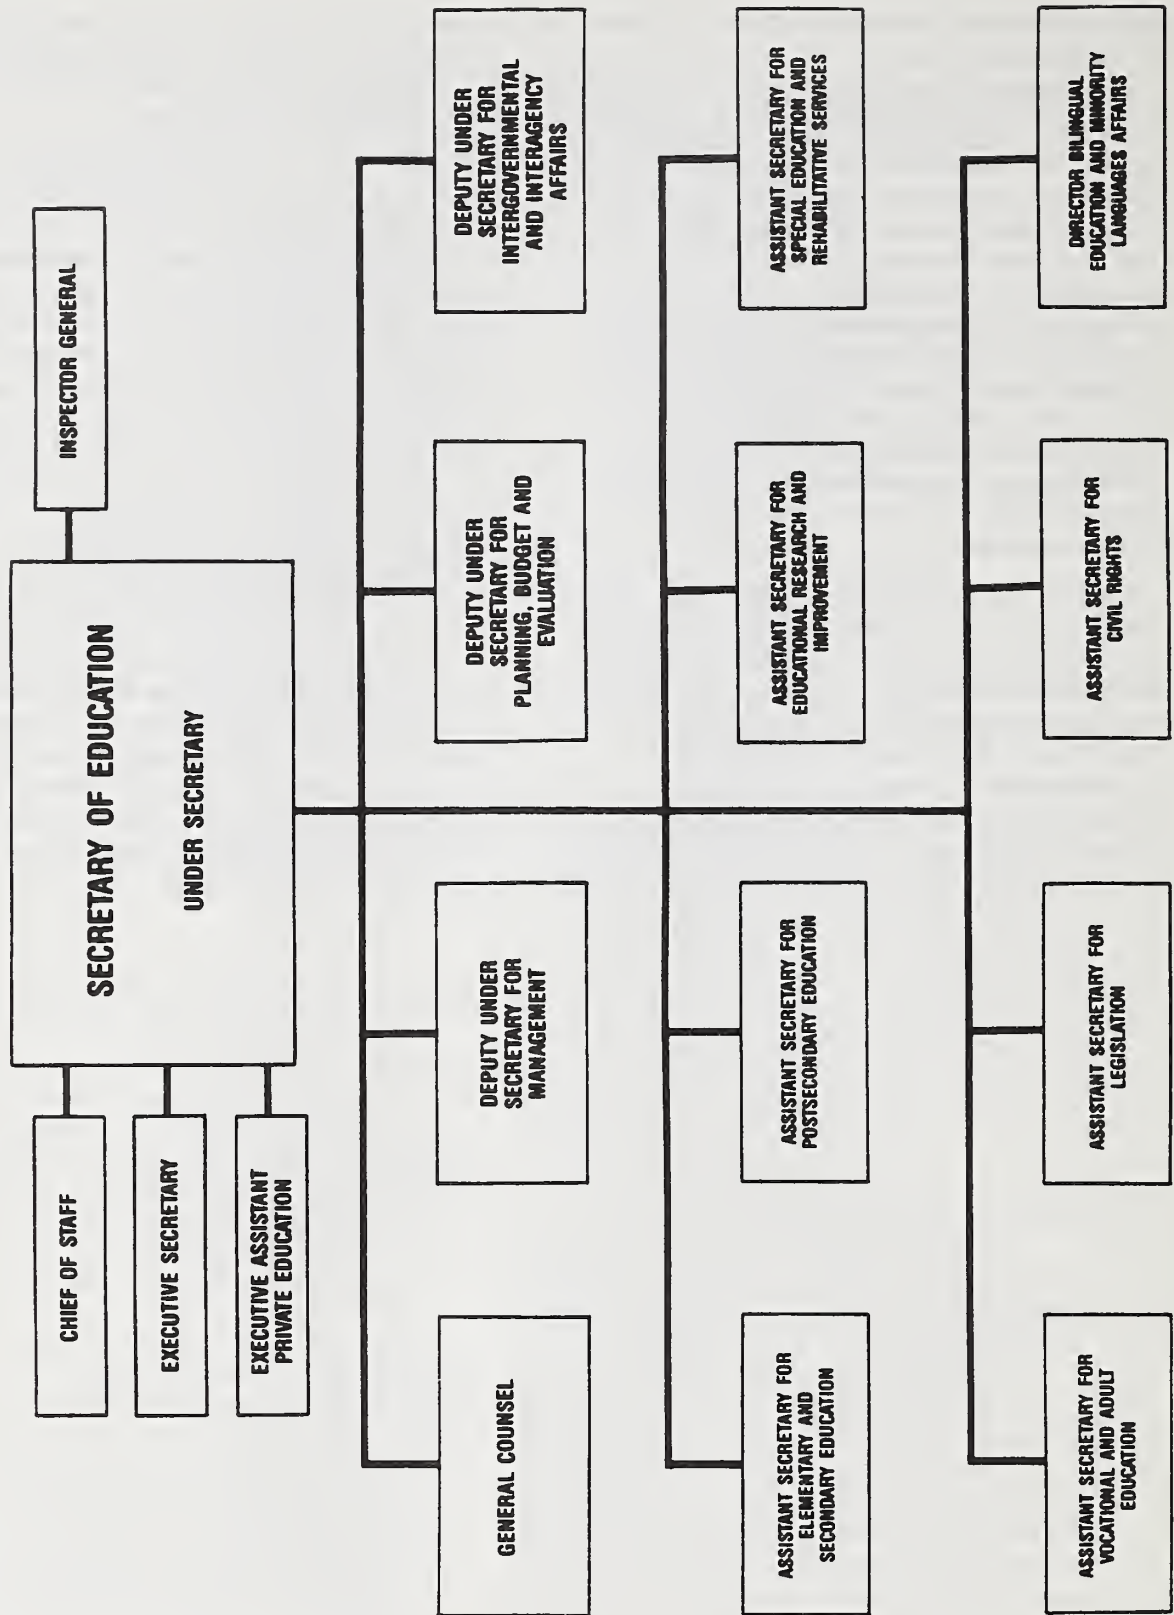 SECRETARY OF EDUCATION
UNDER SECRETARY
CHIEF OF STAFF
EXECUTIVE SECRETARY
EXECUTIVE ASSISTANT
PRIVATE EDUCATION
INSPECTOR GENERAL
GENERAL COUNSEL
DEPUTY UNDER
SECRETARY FOR
MANAGEMENT
DEPUTY UNDER
SECRETARY FOR
PLANNING, BUDGET AND
EVALUATION
DEPUTY UNDER
SECRETARY FOR
INTERGOVERNMENTAL
AND INTERAGENCY
AFFAIRS
ASSISTANT SECRETARY FOR
ELEMENTARY AND
SECONDARY EDUCATION
ASSISTANT SECRETARY FOR
POSTSECONDARY EDUCATION
ASSISTANT SECRETARY FOR
EDUCATIONAL RESEARCH AND
IMPROVEMENT
ASSISTANT SECRETARY FOR
SPECIAL EDUCATION AND
REHABILITATIVE SERVICES
ASSISTANT SECRETARY FOR
VOCATIONAL AND ADULT
EDUCATION
ASSISTANT SECRETARY FOR
LEGISLATION
ASSISTANT SECRETARY FOR
CIVIL RIGHTS
DIRECTOR BILINGUAL
EDUCATION AND MINORITY
LANGUAGES AFFAIRS